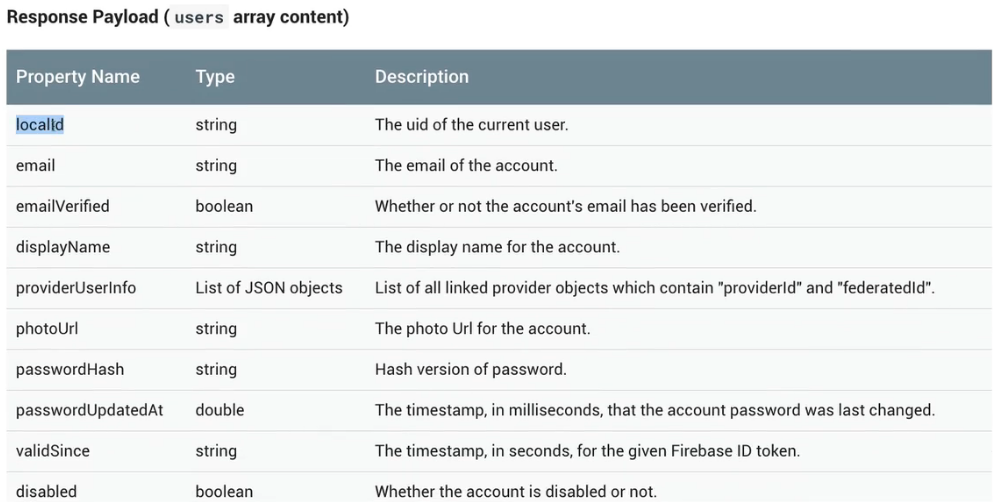 Response Payload ( users array content)
Property Name Type Description
localId string The uid of the current user.
email string The email of the account.
emailVerified boolean Whether or not the account's email has been verified.
displayName string The display name for the account.
providerUserInfo List of JSON objects List of all linked provider objects which contain "providerId" and "federatedId".
photoUrl string The photo Url for the account.
passwordHash string Hash version of password.
passwordUpdatedAt double The timestamp, in milliseconds, that the account password was last changed.
validSince string The timestamp, in seconds, for the given Firebase ID token.
disabled boolean Whether the account is disabled or not.